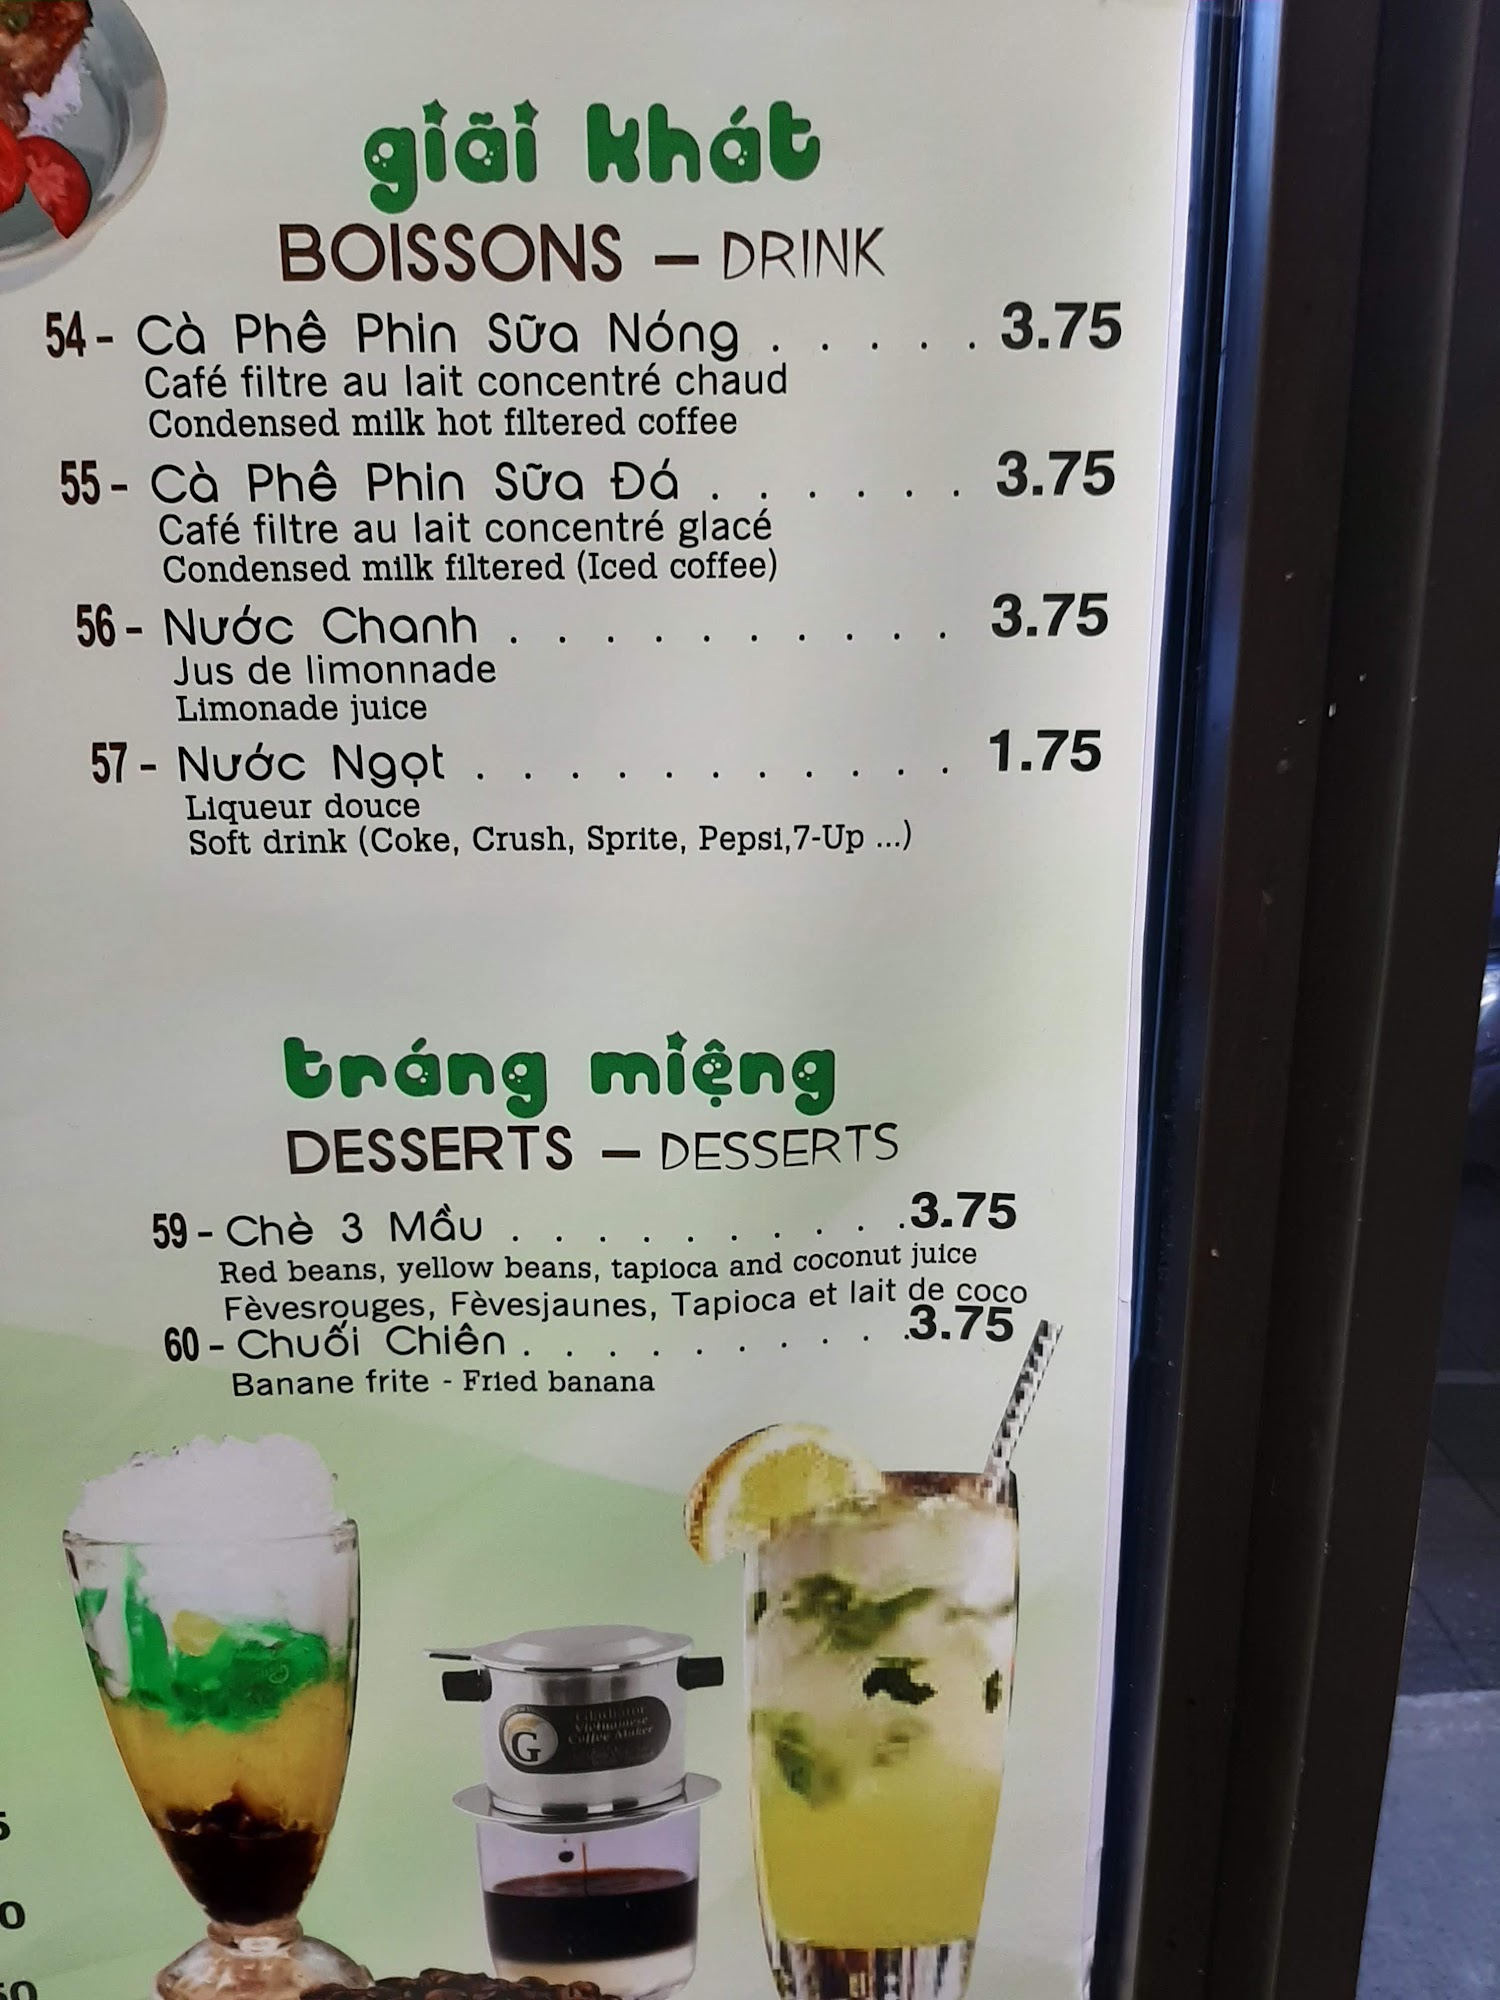 giãi khát
BOISSONS – DRINK
54 - Cà Phê Phin Sữa Nóng . . . . . 3.75
Café filtre au lait concentré chaud
Condensed milk hot filtered coffee
55 - Cà Phê Phin Sữa Đá . . . . . . 3.75
Café filtre au lait concentré glacé
Condensed milk filtered (Iced coffee)
56 - Nước Chanh . . . . . . . . . . 3.75
Jus de limonnade
Limonade juice
57 - Nước Ngọt . . . . . . . . . . . 1.75
Liqueur douce
Soft drink (Coke, Crush, Sprite, Pepsi,7-Up ...)
tráng miệng
DESSERTS – DESSERTS
59 - Chè 3 Mầu . . . . . . . . . 3.75
Red beans, yellow beans, tapioca and coconut juice
Fèvesrouges, Fèvesjaunes, Tapioca et lait de coco
60 - Chuối Chiên . . . . . . . . . 3.75
Banane frite - Fried banana
G
Gladiator
Vietnamese
Coffee Maker